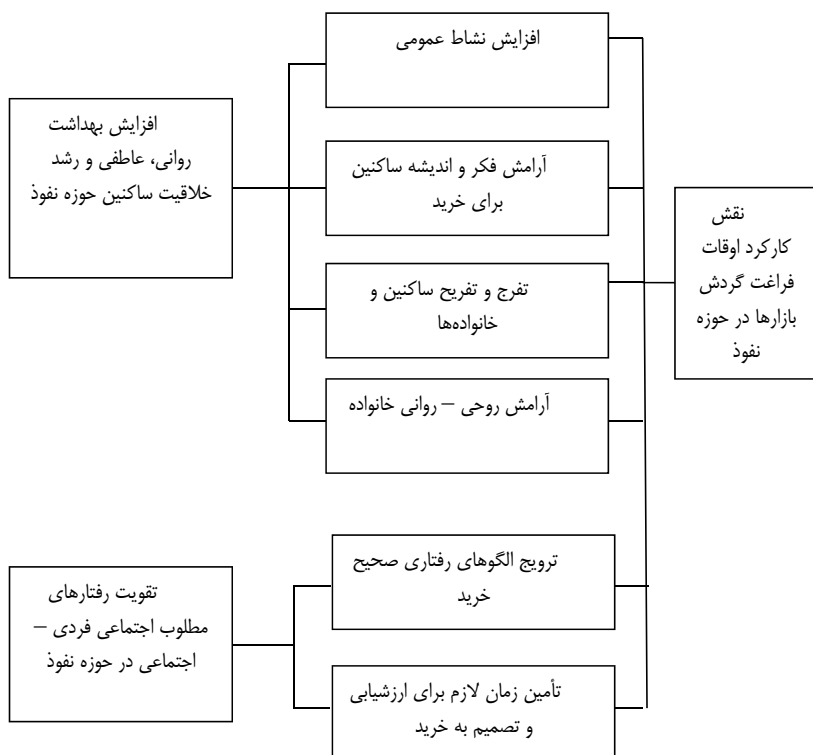 نقش
کارکرد اوقات
فراغت گردش
بازارها در حوزه
نفوذ
افزایش نشاط عمومی
آرامش فکر و اندیشه ساکنین
برای خرید
تفرج و تفریح ساکنین و
خانواده‌ها
آرامش روحی – روانی خانواده
ترویج الگوهای رفتاری صحیح
خرید
تأمین زمان لازم برای ارزشیابی
و تصمیم به خرید
افزایش بهداشت
روانی، عاطفی و رشد
خلاقیت ساکنین حوزه نفوذ
تقویت رفتارهای
مطلوب اجتماعی فردی –
اجتماعی در حوزه نفوذ